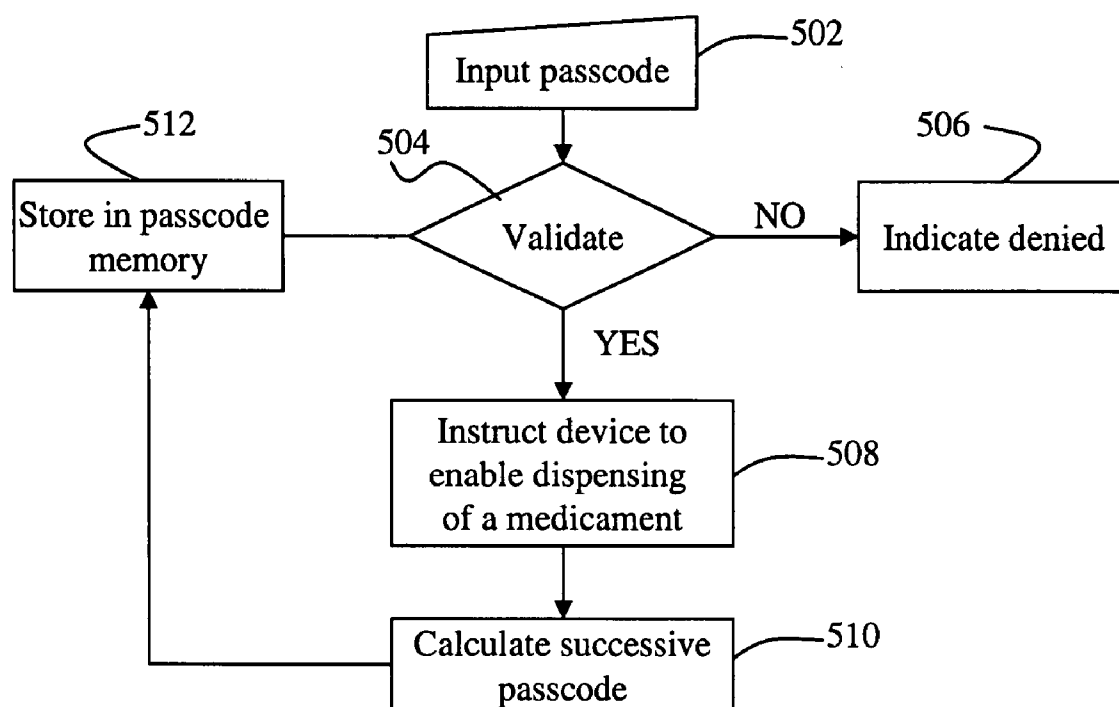 502
Input passcode
512
504
506
Store in passcode
memory
Validate
NO
Indicate denied
YES
Instruct device to
enable dispensing
of a medicament
508
Calculate successive
passcode
510